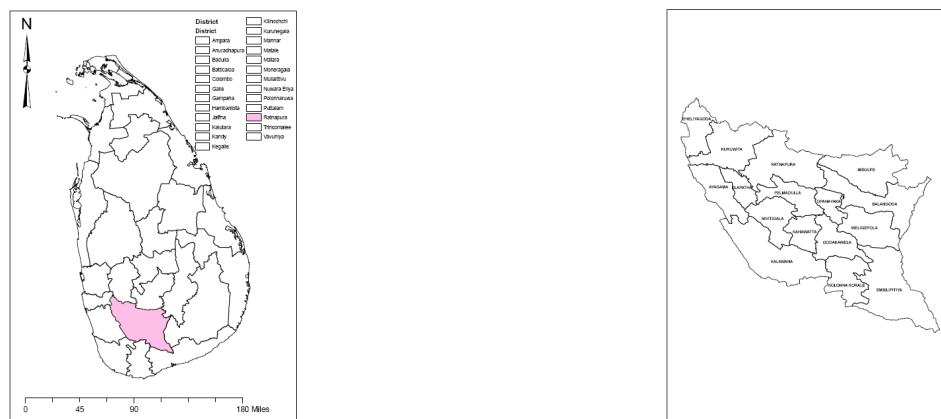 N
District
District
Ampara
Anuradhapura
Badulla
Batticaloa
Colombo
Galle
Gampaha
Hambantota
Jaffna
Kalutara
Kandy
Kegalle
Kilinochchi
Kurunegala
Mannar
Matale
Matara
Moneragala
Mullaittivu
Nuwara Eliya
Polonnaruwa
Puttalam
Ratnapura
Trincomalee
Vavuniya
0 45 90 180 Miles
EHELIYAGODA
KURUWITA
RATNAPURA
IMBULPE
AYAGAMA
PELMADULLA
OPANAYAKA
BALANGODA
NIVITIGALA
KAHAWATTA
WELIGEPOLA
GODAKAWELA
KALAWANA
KOLONNA KORALE
EMBILIPITIYA